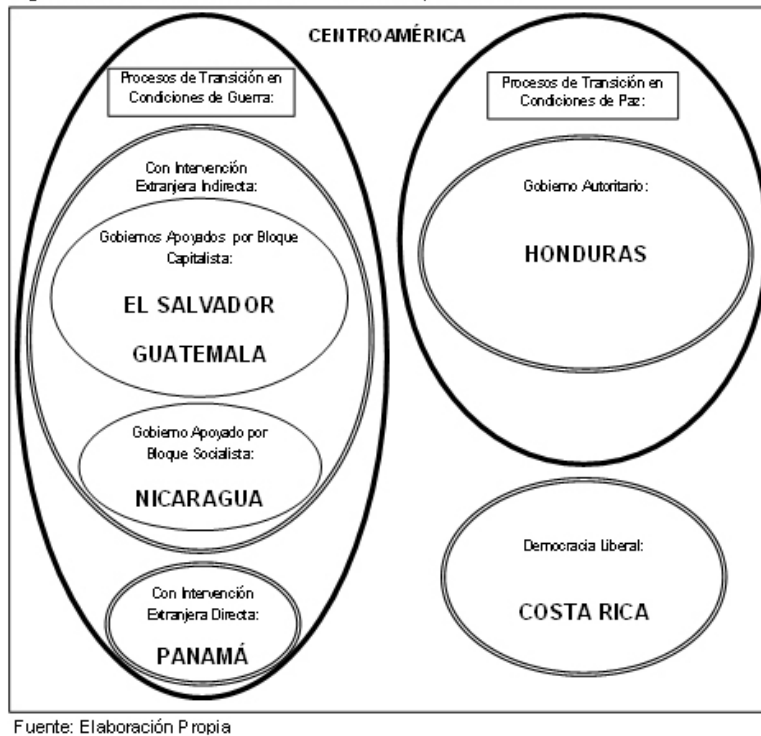 CENTROAMÉRICA
Procesos de Transición en
Condiciones de Guerra:
Con Intervención
Extranjera Indirecta:
Gobiernos Apoyados por Bloque
Capitalista:
EL SALVADOR
GUATEMALA
Gobierno Apoyado por
Bloque Socialista:
NICARAGUA
Con Intervención
Extranjera Directa:
PANAMÁ
Procesos de Transición en
Condiciones de Paz:
Gobierno Autoritario:
HONDURAS
Democracia Liberal:
COSTA RICA
Fuente: Elaboración Propia